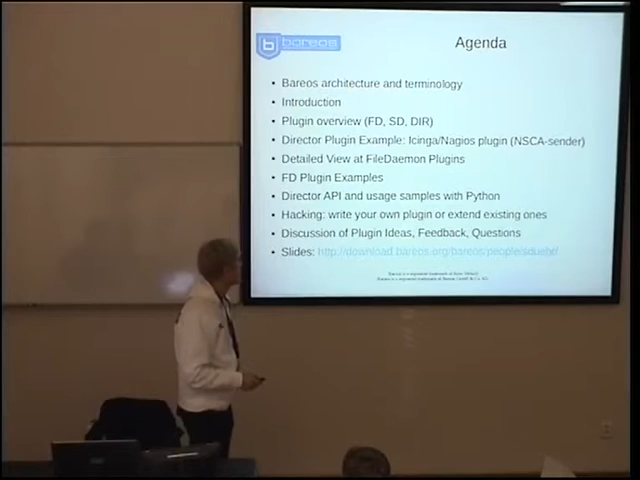 bareos
Agenda
• Bareos architecture and terminology
• Introduction
• Plugin overview (FD, SD, DIR)
• Director Plugin Example: Icinga/Nagios plugin (NSCA-sender)
• Detailed View at FileDaemon Plugins
• FD Plugin Examples
• Director API and usage samples with Python
• Hacking: write your own plugin or extend existing ones
• Discussion of Plugin Ideas, Feedback, Questions
• Slides: http://download.bareos.org/bareos/people/sduehr/